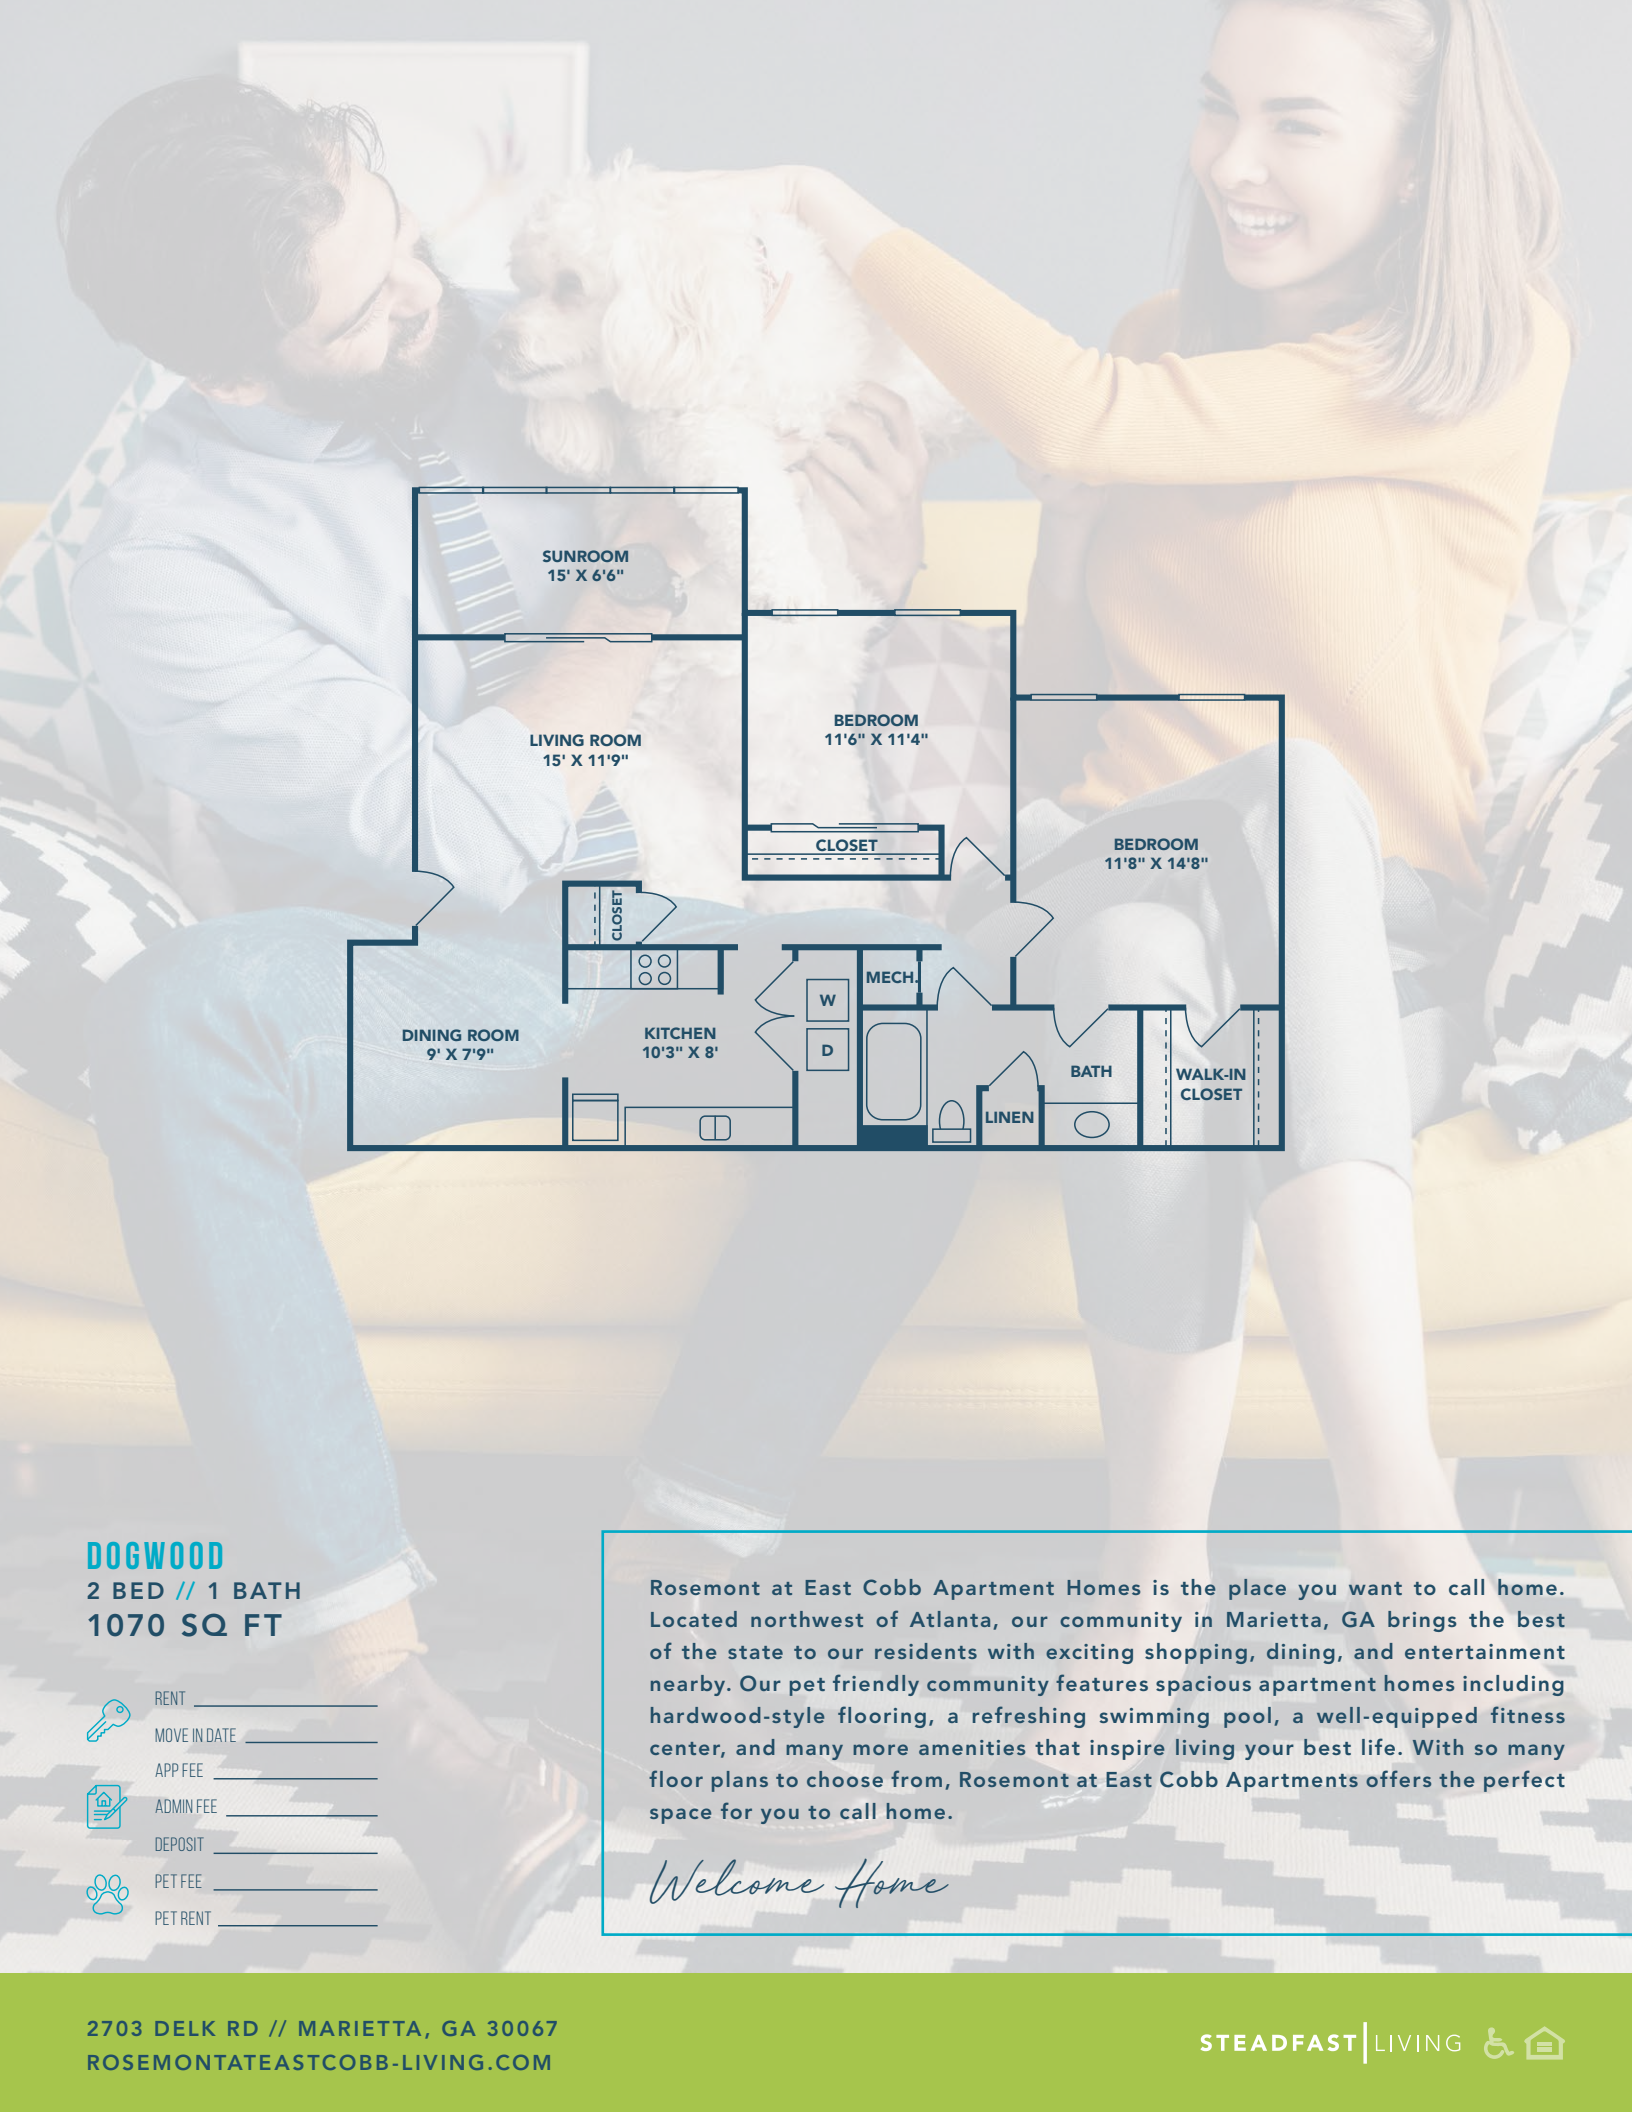 SUNROOM
15' X 6'6"
BEDROOM
11'6" X 11'4"
LIVING ROOM
15' X 11'9"
CLOSET
BEDROOM
11'8" X 14'8"
CLOSET
MECH.
W
D
DINING ROOM
9' X 7'9"
KITCHEN
10'3" X 8'
BATH
WALK-IN
CLOSET
LINEN
DOGWOOD
2 BED // 1 BATH
1070 SQ FT
RENT
MOVE IN DATE
APP FEE
ADMIN FEE
DEPOSIT
PET FEE
PET RENT
Rosemont at East Cobb Apartment Homes is the place you want to call home.
Located northwest of Atlanta, our community in Marietta, GA brings the best
of the state to our residents with exciting shopping, dining, and entertainment
nearby. Our pet friendly community features spacious apartment homes including
hardwood-style flooring, a refreshing swimming pool, a well-equipped fitness
center, and many more amenities that inspire living your best life. With so many
floor plans to choose from, Rosemont at East Cobb Apartments offers the perfect
space for you to call home.
Welcome Home
2703 DELK RD // MARIETTA, GA 30067
ROSEMONTATEASTCOBB-LIVING.COM
STEADFAST|LIVING